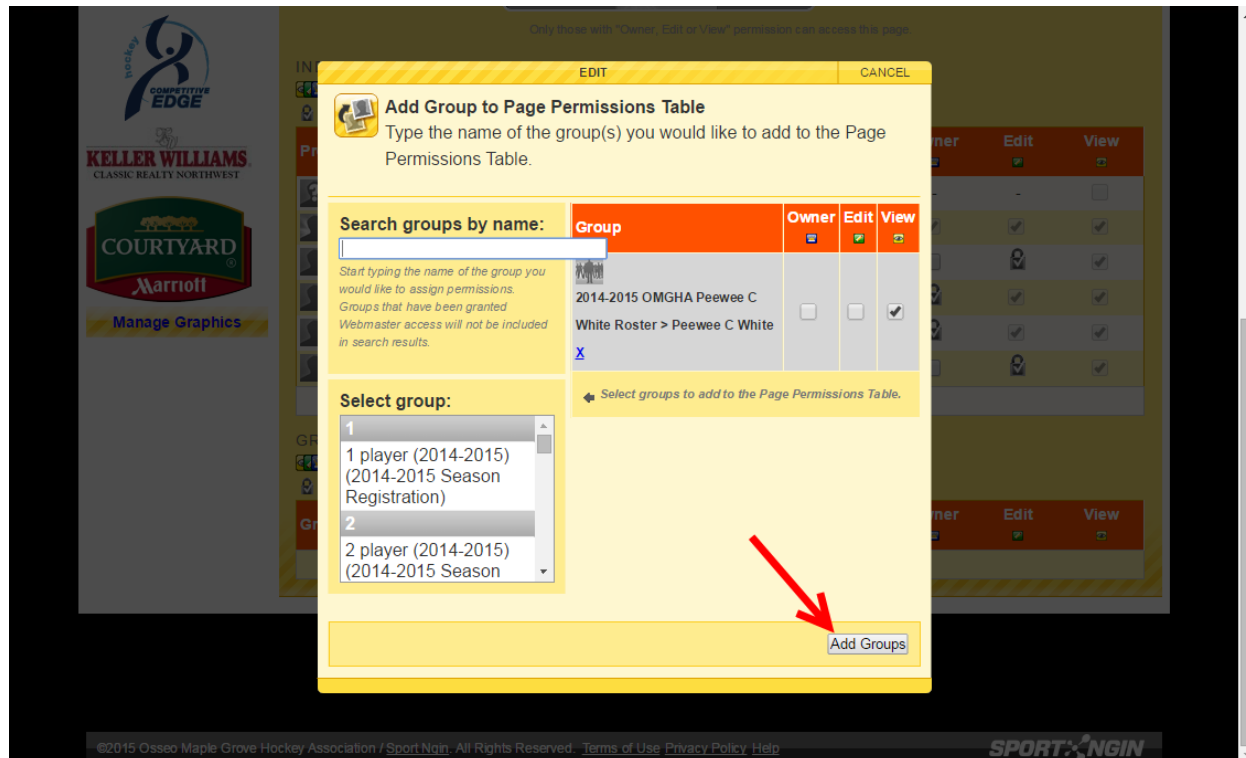 Only those with "Owner, Edit or View" permission can access this page.
hockey
COMPETITIVE
EDGE
KELLER WILLIAMS
CLASSIC REALTY NORTHWEST
COURTYARD
®
Marriott
Manage Graphics
EDIT
CANCEL
Add Group to Page Permissions Table
Type the name of the group(s) you would like to add to the Page
Permissions Table.
Search groups by name:
Start typing the name of the group you
would like to assign permissions.
Groups that have been granted
Webmaster access will not be included
in search results.
Group
Owner Edit View
2014-2015 OMGHA Peewee C
White Roster > Peewee C White
X
Select groups to add to the Page Permissions Table.
Select group:
1
1 player (2014-2015)
(2014-2015 Season
Registration)
2
2 player (2014-2015)
(2014-2015 Season
Add Groups
Edit View
Edit View
©2015 Osseo Maple Grove Hockey Association / Sport Ngin. All Rights Reserved. Terms of Use Privacy Policy Help
SPORT NGIN